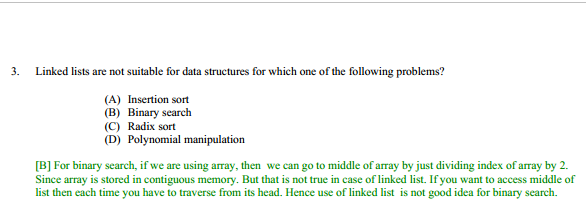 3. Linked lists are not suitable for data structures for which one of the following problems?
(A) Insertion sort
(B) Binary search
(C) Radix sort
(D) Polynomial manipulation
[B] For binary search, if we are using array, then we can go to middle of array by just dividing index of array by 2.
Since array is stored in contiguous memory. But that is not true in case of linked list. If you want to access middle of
list then each time you have to traverse from its head. Hence use of linked list is not good idea for binary search.